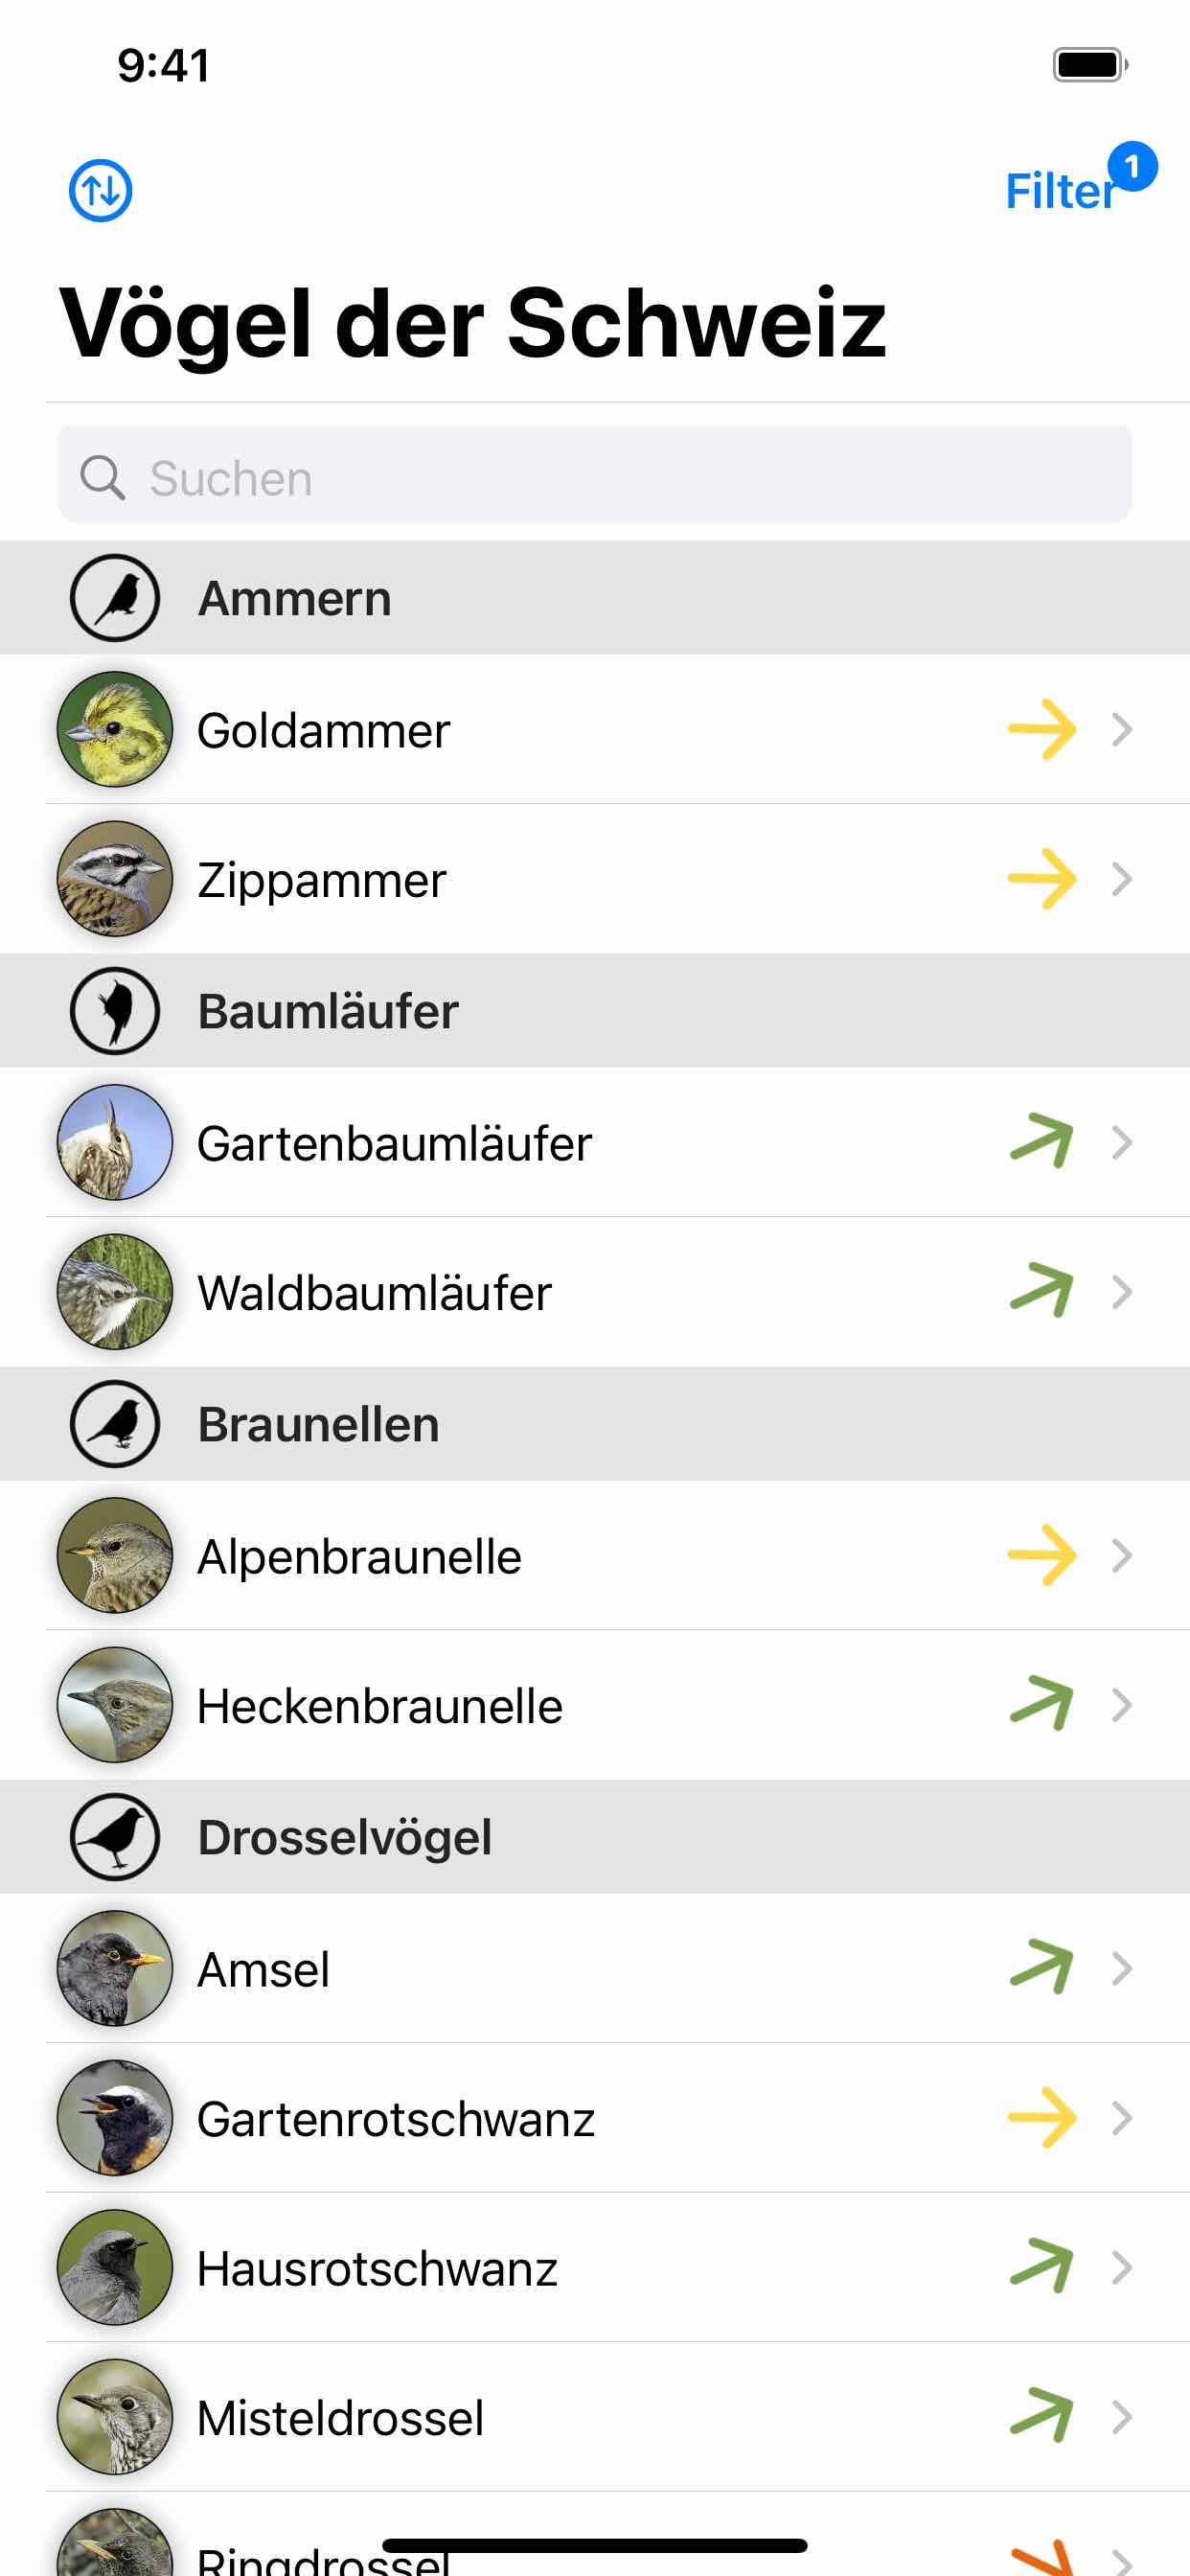 9:41
Filter
1
Vögel der Schweiz
Suchen
Ammern
Goldammer
Zippammer
Baumläufer
Gartenbaumläufer
Waldbaumläufer
Braunellen
Alpenbraunelle
Heckenbraunelle
Drosselvögel
Amsel
Gartenrotschwanz
Hausrotschwanz
Misteldrossel
Ringdrossel